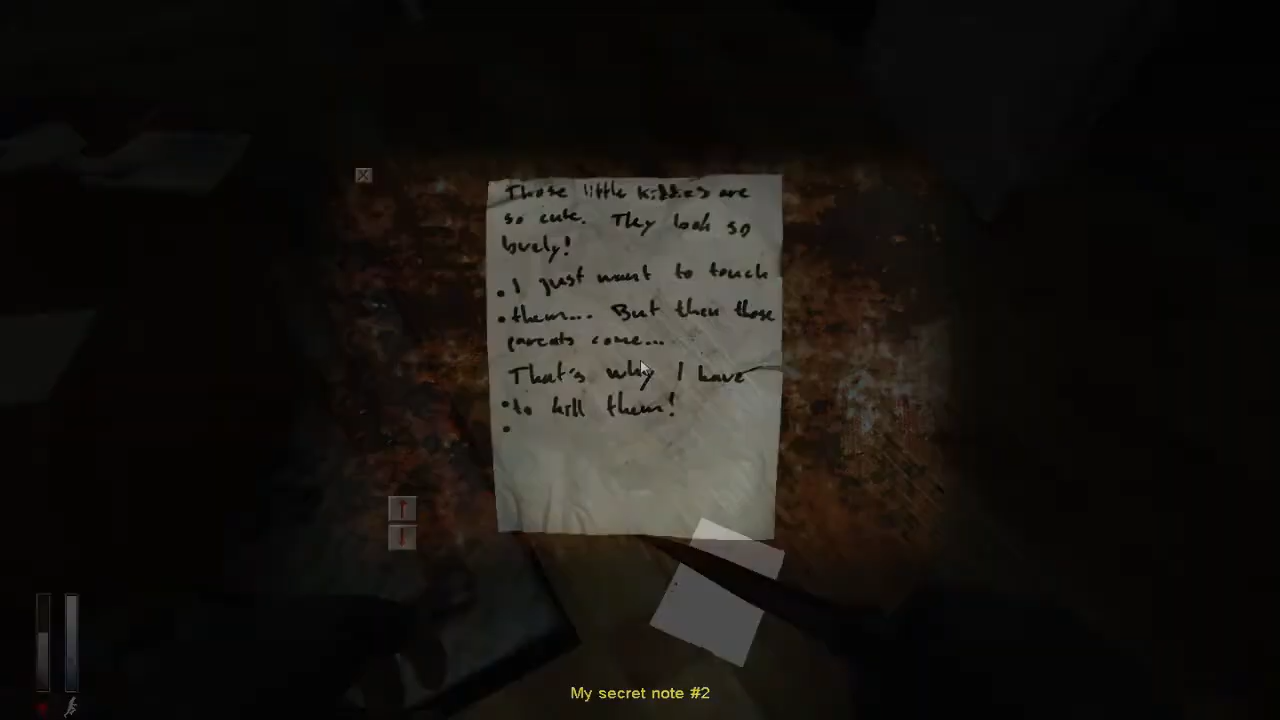 Those little kiddies are
so cute. They look so
lovely!
I just want to touch
them... But then those
parents come...
That's why I have
to kill them!
My secret note #2